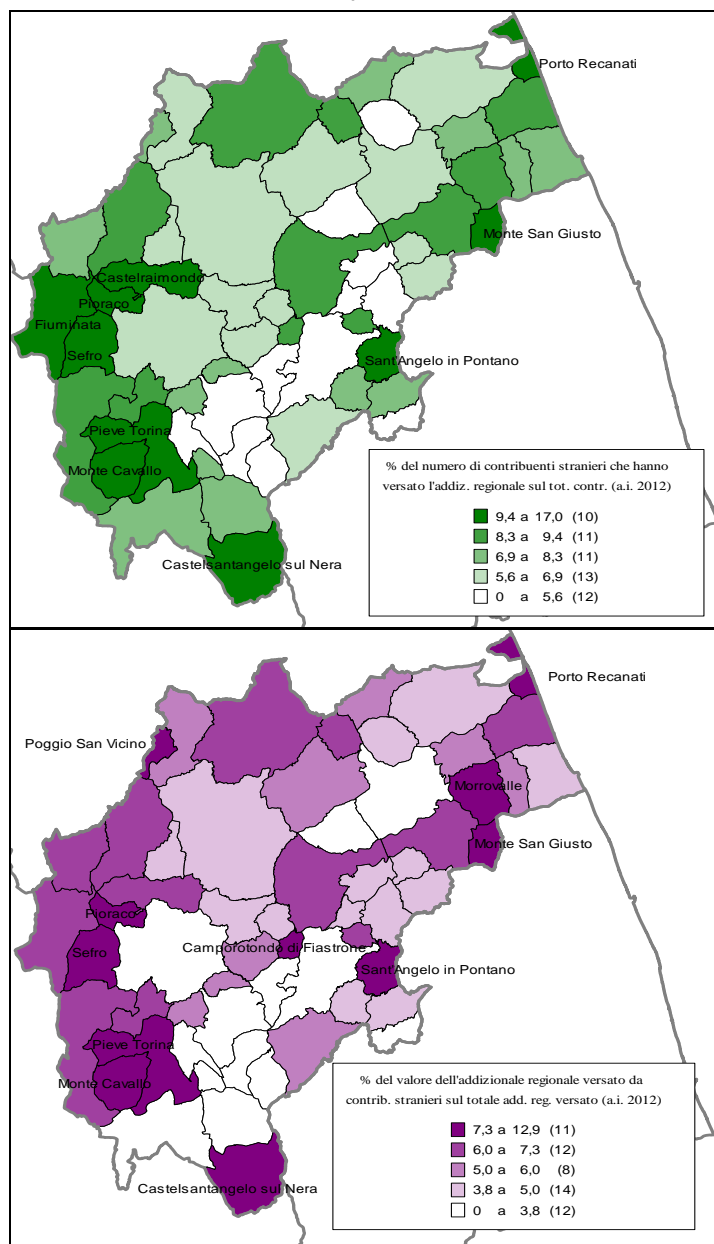 Porto Recanati
Monte San Giusto
Castelraimondo
Pioraco
Fiuminata
Sefro
Sant'Angelo in Pontano
Pieve Torina
Monte Cavallo
Castelsantangelo sul Nera
% del numero di contribuenti stranieri che hanno
versato l'addiz. regionale sul tot. contr. (a.i. 2012)
9,4 a 17,0 (10)
8,3 a 9,4 (11)
6,9 a 8,3 (11)
5,6 a 6,9 (13)
0 a 5,6 (12)
Porto Recanati
Poggio San Vicino
Morrovalle
Monte San Giusto
Pioraco
Camporotondo di Fiastrone
Sefro
Sant'Angelo in Pontano
Pieve Torina
Monte Cavallo
Castelsantangelo sul Nera
% del valore dell'addizionale regionale versato da
contrib. stranieri sul totale add. reg. versato (a.i. 2012)
7,3 a 12,9 (11)
6,0 a 7,3 (12)
5,0 a 6,0 (8)
3,8 a 5,0 (14)
0 a 3,8 (12)